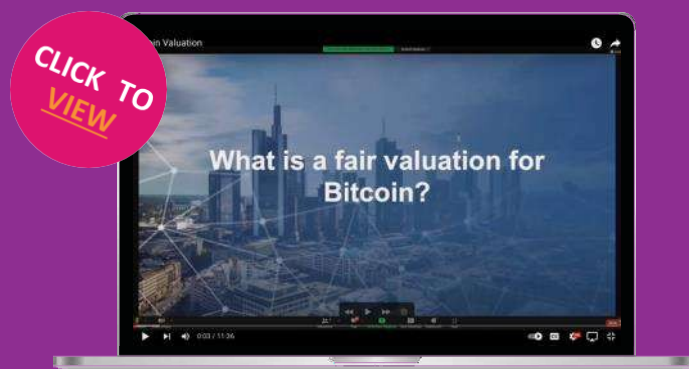 CLICK TO
VIEW
in Valuation
What is a fair valuation for
Bitcoin?
0:03 / 11:36